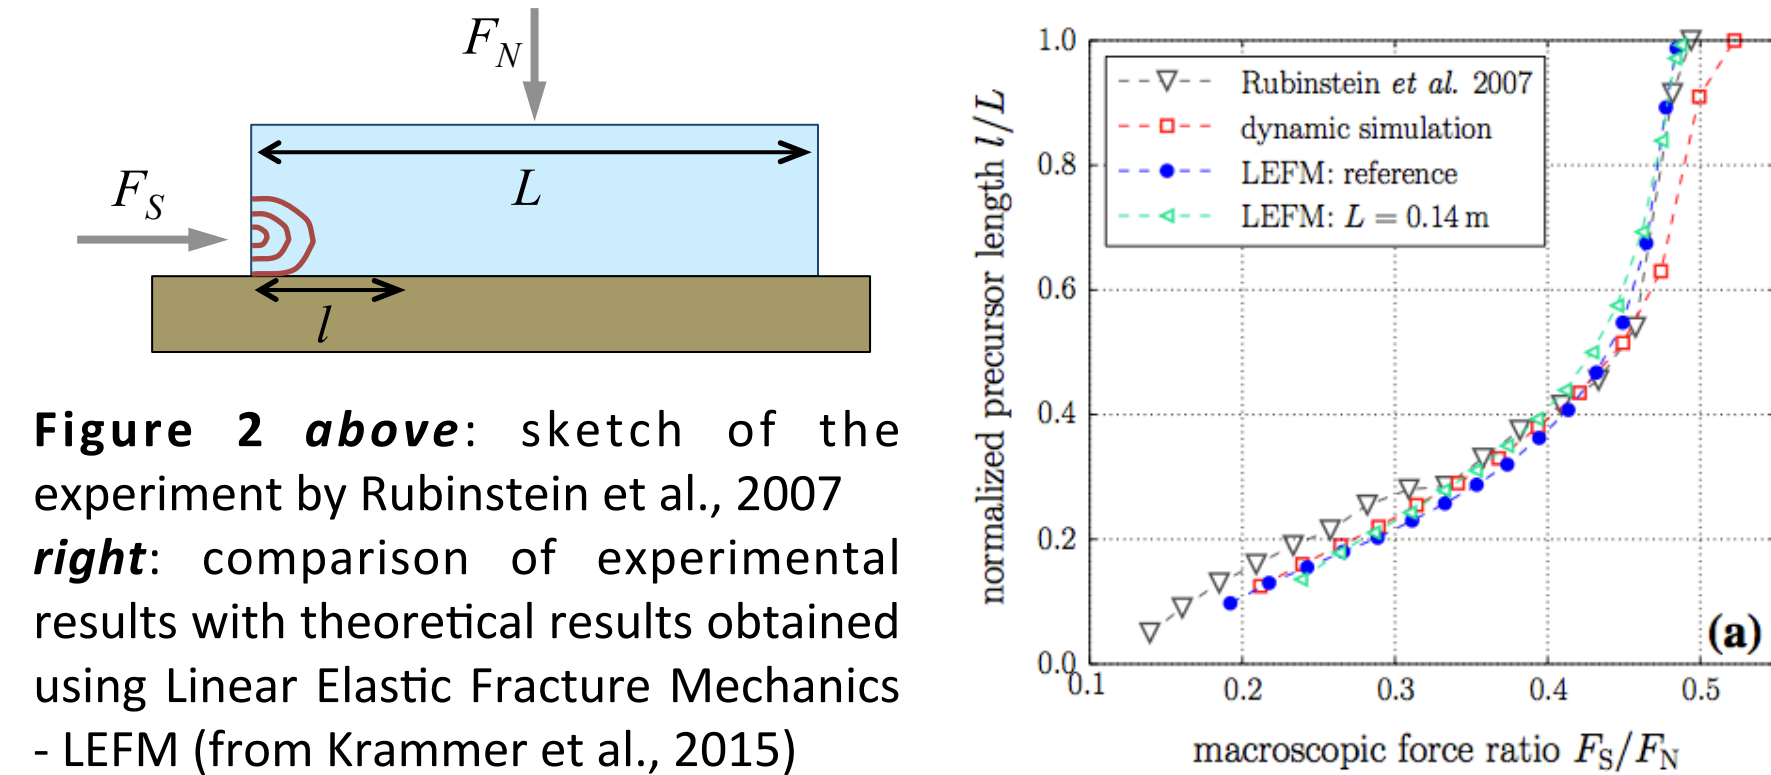 F_N
F_S
L
l
Figure 2 above: sketch of the
experiment by Rubinstein et al., 2007
right: comparison of experimental
results with theoretical results obtained
using Linear Elastic Fracture Mechanics
- LEFM (from Krammer et al., 2015)
normalized precursor length l/L
1.0
0.8
0.6
0.4
0.2
0.0
Rubinstein et al. 2007
dynamic simulation
LEFM: reference
LEFM: L = 0.14 m
(a)
0.1 0.2 0.3 0.4 0.5
macroscopic force ratio F_S/F_N